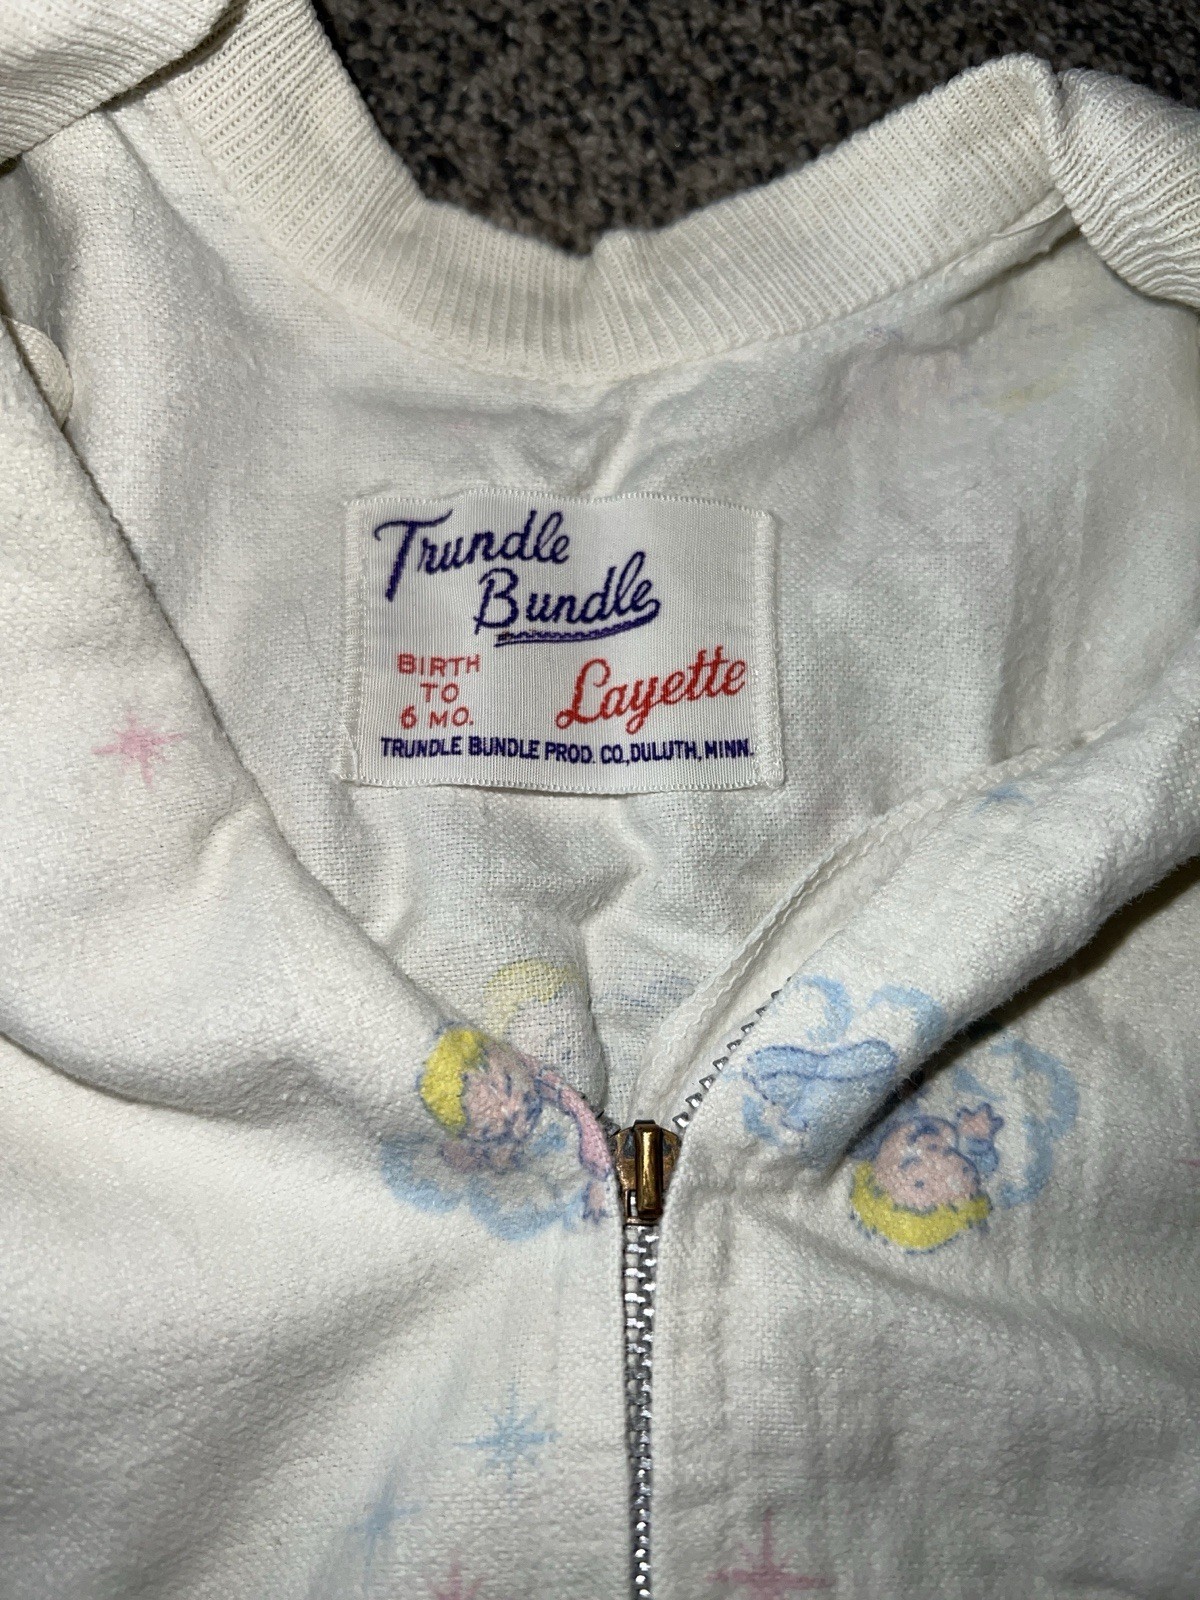 Trundle
Bundle
BIRTH
TO
6 MO.
Layette
TRUNDLE BUNDLE PROD. CO., DULUTH, MINN.